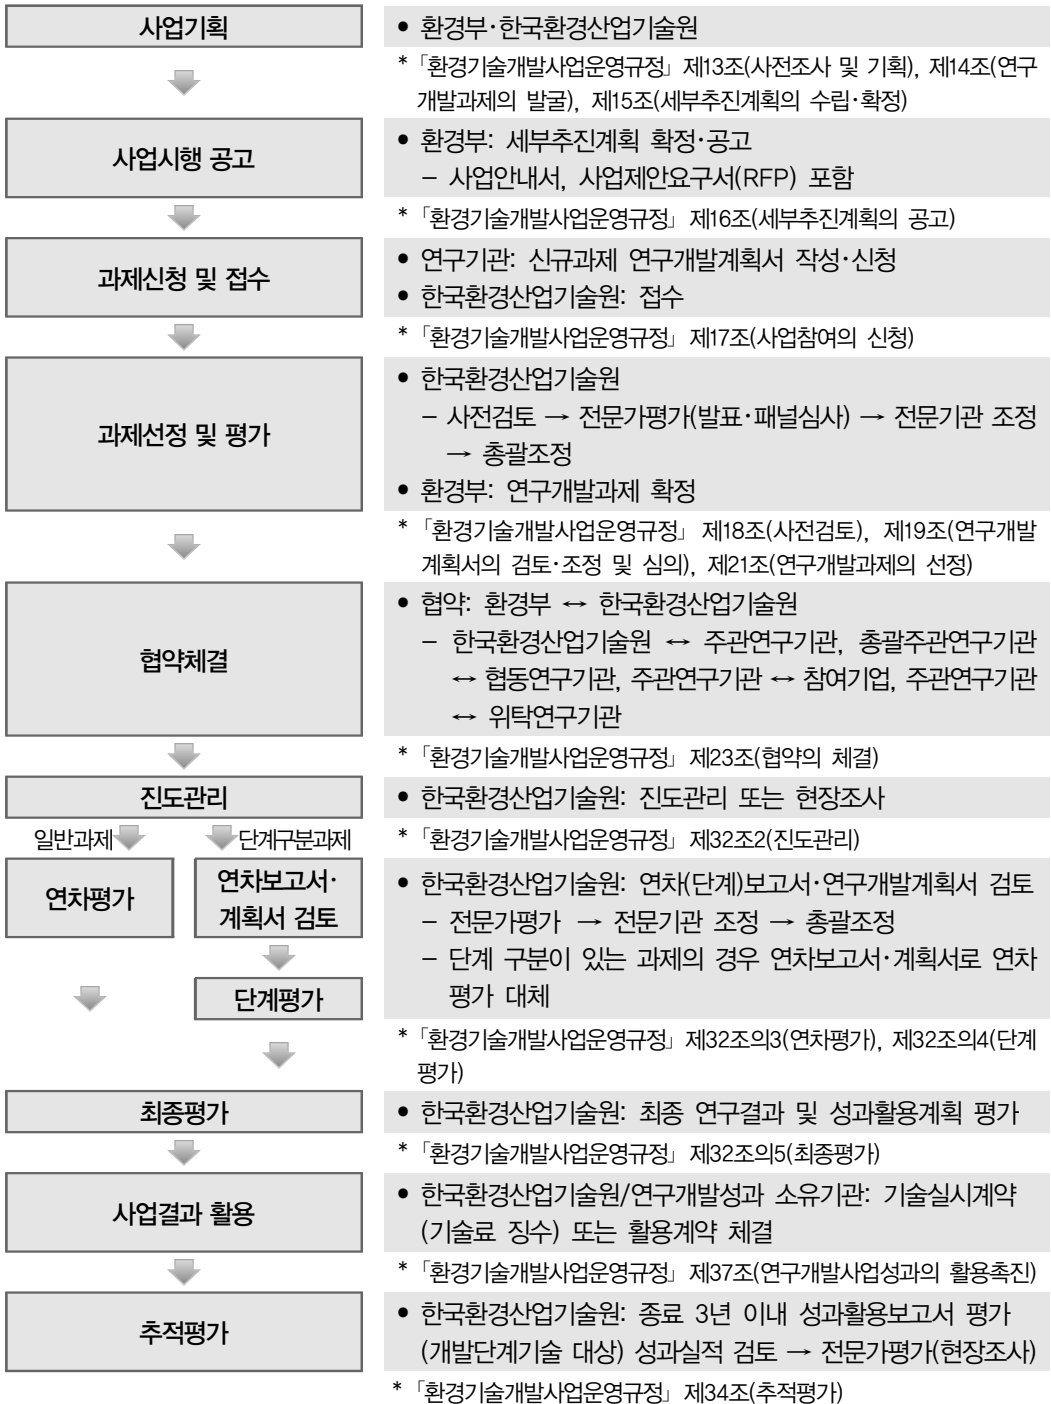 사업기획
• 환경부·한국환경산업기술원
* 「환경기술개발사업운영규정」 제13조(사전조사 및 기획), 제14조(연구
개발과제의 발굴), 제15조(세부추진계획의 수립·확정)
사업시행 공고
• 환경부: 세부추진계획 확정·공고
– 사업안내서, 사업제안요구서(RFP) 포함
* 「환경기술개발사업운영규정」 제16조(세부추진계획의 공고)
과제신청 및 접수
• 연구기관: 신규과제 연구개발계획서 작성·신청
• 한국환경산업기술원: 접수
* 「환경기술개발사업운영규정」 제17조(사업참여의 신청)
과제선정 및 평가
• 한국환경산업기술원
– 사전검토 → 전문가평가(발표·패널심사) → 전문기관 조정
→ 총괄조정
• 환경부: 연구개발과제 확정
* 「환경기술개발사업운영규정」 제18조(사전검토), 제19조(연구개발
계획서의 검토·조정 및 심의), 제21조(연구개발과제의 선정)
협약체결
• 협약: 환경부 ↔ 한국환경산업기술원
– 한국환경산업기술원 ↔ 주관연구기관, 총괄주관연구기관
↔ 협동연구기관, 주관연구기관 ↔ 참여기업, 주관연구기관
↔ 위탁연구기관
* 「환경기술개발사업운영규정」 제23조(협약의 체결)
진도관리
• 한국환경산업기술원: 진도관리 또는 현장조사
일반과제 단계구분과제
* 「환경기술개발사업운영규정」 제32조2(진도관리)
연차평가
연차보고서·
계획서 검토
단계평가
• 한국환경산업기술원: 연차(단계)보고서·연구개발계획서 검토
– 전문가평가 → 전문기관 조정 → 총괄조정
– 단계 구분이 있는 과제의 경우 연차보고서·계획서로 연차
평가 대체
* 「환경기술개발사업운영규정」 제32조의3(연차평가), 제32조의4(단계
평가)
최종평가
• 한국환경산업기술원: 최종 연구결과 및 성과활용계획 평가
* 「환경기술개발사업운영규정」 제32조의5(최종평가)
사업결과 활용
• 한국환경산업기술원/연구개발성과 소유기관: 기술실시계약
(기술료 징수) 또는 활용계약 체결
* 「환경기술개발사업운영규정」 제37조(연구개발사업성과의 활용촉진)
추적평가
• 한국환경산업기술원: 종료 3년 이내 성과활용보고서 평가
(개발단계기술 대상) 성과실적 검토 → 전문가평가(현장조사)
* 「환경기술개발사업운영규정」 제34조(추적평가)